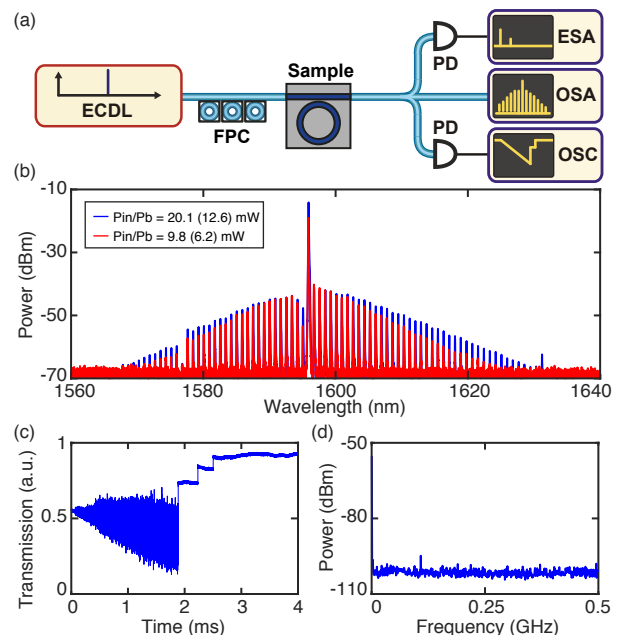 (a)
ECDL
FPC
Sample
PD
PD
ESA
OSA
OSC
(b)
-10
-30
-50
-70
Power (dBm)
Pin/Pb = 20.1 (12.6) mW
Pin/Pb = 9.8 (6.2) mW
1560
1580
1600
1620
1640
Wavelength (nm)
(c)
1
0.5
0
Transmission (a.u.)
0
1
2
3
4
Time (ms)
(d)
-50
-80
-110
Power (dBm)
0
0.25
0.5
Frequency (GHz)